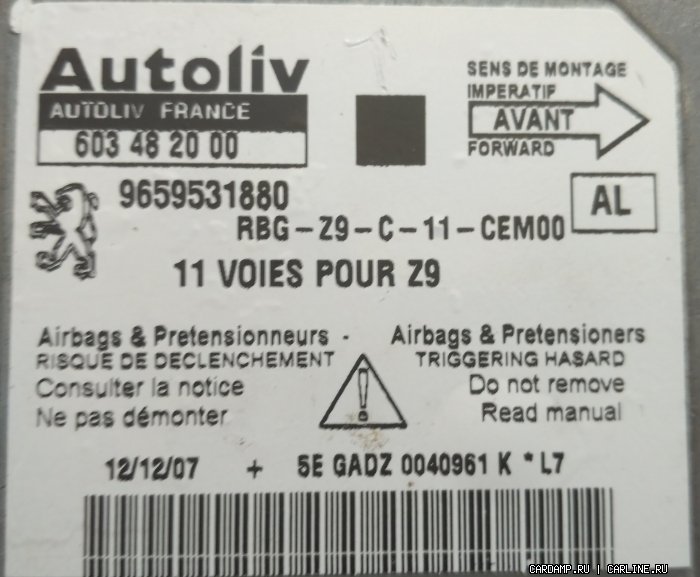 Autoliv
AUTOLIV FRANCE
603 48 20 00
SENS DE MONTAGE
IMPERATIF
AVANT
FORWARD
9659531880
AL
RBG-Z9-C-11-CEM00
11 VOIES POUR Z9
Airbags & Pretensionneurs -
RISQUE DE DECLENCHEMENT
Consulter la notice
Ne pas démonter
Airbags & Pretensioners
TRIGGERING HASARD
Do not remove
Read manual
!
12/12/07 + 5E GADZ 0040961 K * L7
CARDAMP.RU | CARLINE.RU